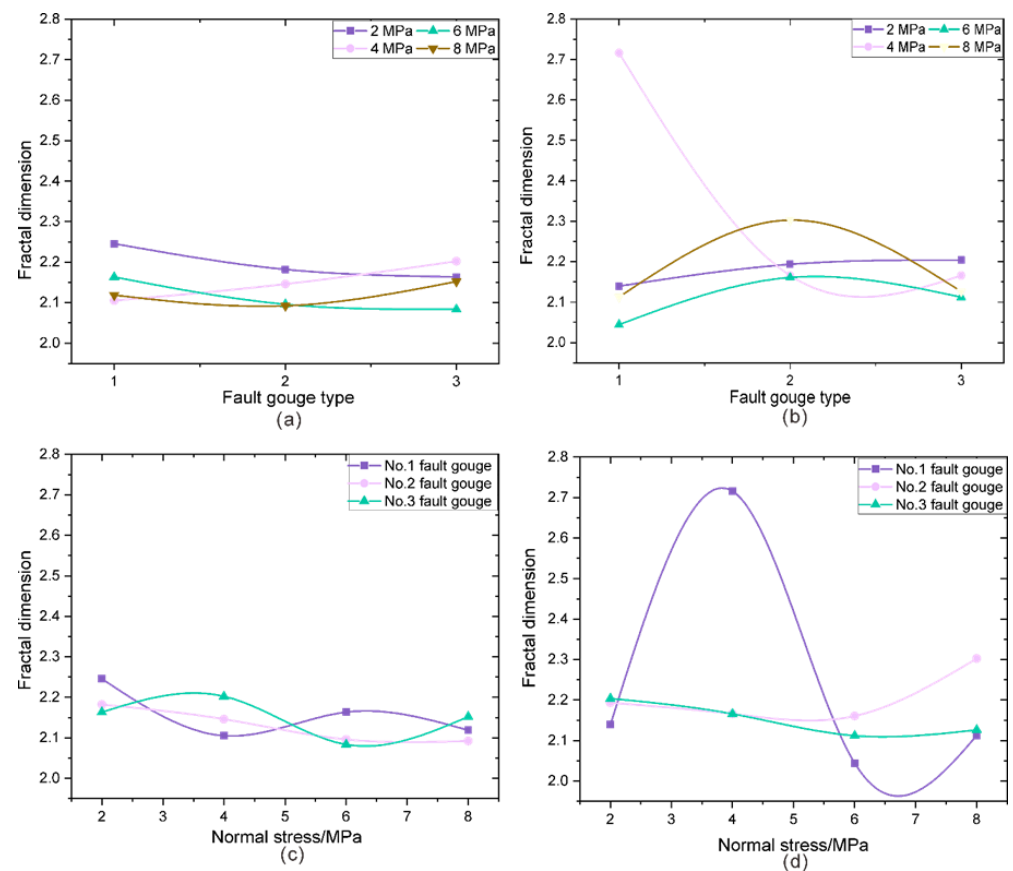 2.8
2.7
2.6
2.5
2.4
2.3
2.2
2.1
2.0
Fractal dimension
2 MPa 6 MPa
4 MPa 8 MPa
1 2 3
Fault gouge type
(a)
2.8
2.7
2.6
2.5
2.4
2.3
2.2
2.1
2.0
Fractal dimension
2 MPa 6 MPa
4 MPa 8 MPa
1 2 3
Fault gouge type
(b)
2.8
2.7
2.6
2.5
2.4
2.3
2.2
2.1
2.0
Fractal dimension
No.1 fault gouge
No.2 fault gouge
No.3 fault gouge
2 3 4 5 6 7 8
Normal stress/MPa
(c)
2.8
2.7
2.6
2.5
2.4
2.3
2.2
2.1
2.0
Fractal dimension
No.1 fault gouge
No.2 fault gouge
No.3 fault gouge
2 3 4 5 6 7 8
Normal stress/MPa
(d)